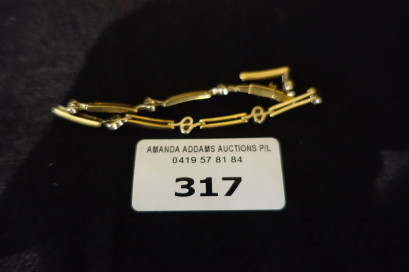 AMANDA ADDAMS AUCTIONS P/L
0419 57 81 84
317